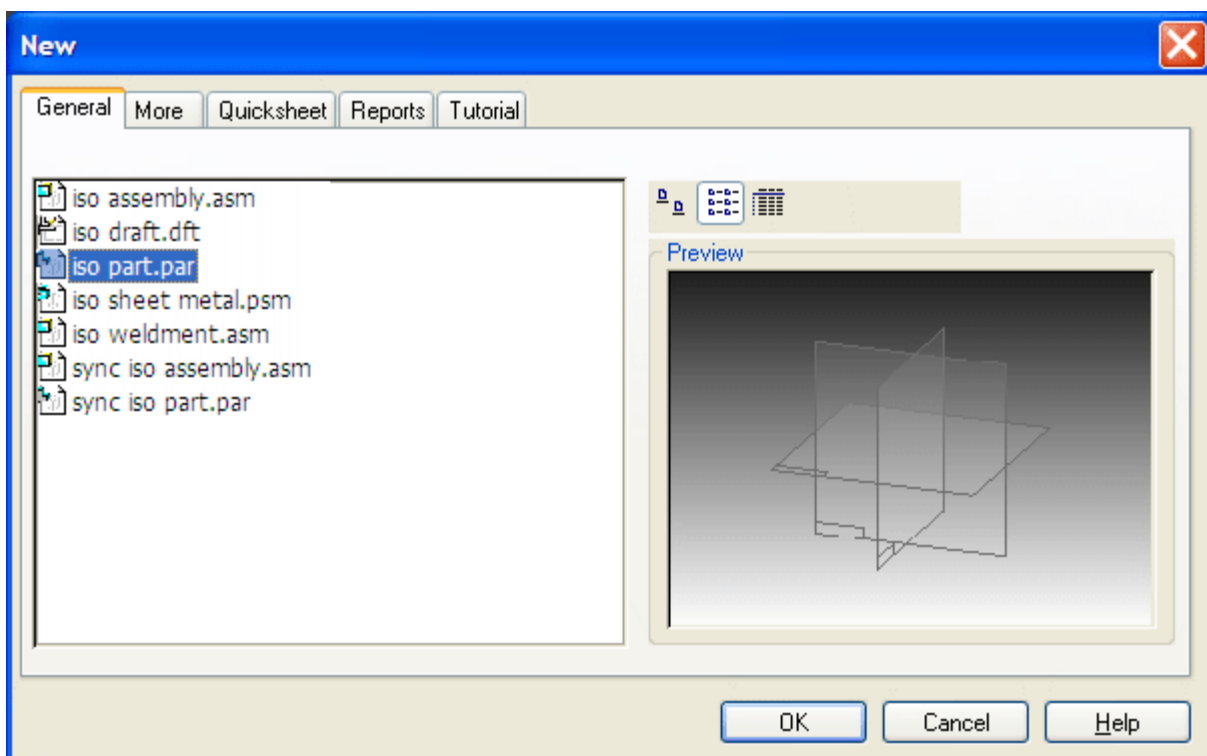 New
General More Quicksheet Reports Tutorial
iso assembly.asm
iso draft.dft
iso part.par
iso sheet metal.psm
iso weldment.asm
sync iso assembly.asm
sync iso part.par
Preview
OK Cancel Help